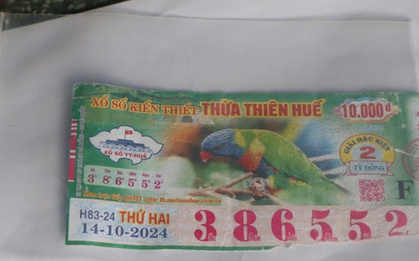 XỔ SỐ KIẾN THIẾT THỪA THIÊN HUẾ
10.000đ
XỔ SỐ TT-HUẾ
GIẢI ĐẶC BIỆT
2
TỶ ĐỒNG
3 8 6 5 5 2
F
H83-24 THỨ HAI
14-10-2024
386552